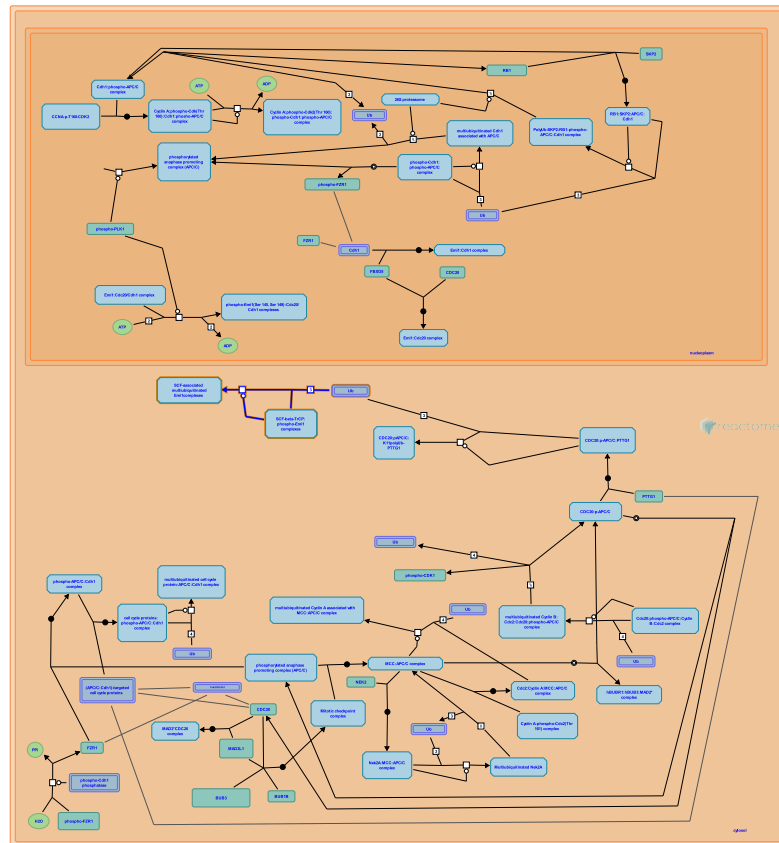 SKP2
RB1
Cdh1:phospho-APC/C
complex
ATP
ADP
26S proteasome
CCNA:p-T160-CDK2
Cyclin A:phospho-Cdk2(Thr
160):Cdh1:phospho-APC/C
complex
Cyclin A:phospho-Cdk2(Thr 160):
phospho-Cdh1:phospho-APC/C
complex
Ub
multiubiquitinated Cdh1
associated with APC/C
PolyUb-SKP2:RB1:phospho-
APC/C:Cdh1 complex
RB1:SKP2:APC/C:
Cdh1
phosphorylated
anaphase promoting
complex (APC/C)
phospho-Cdh1:
phospho-APC/C
complex
phospho-FZR1
Ub
phospho-PLK1
FZR1
Cdh1
Emi1:Cdh1 complex
FBXO5
CDC20
Emi1:Cdc20/Cdh1 complex
phospho-Emi1(Ser 145, Ser 149):Cdc20/
Cdh1 complexes
ATP
ADP
Emi1:Cdc20 complex
nucleoplasm
SCF-associated
multiubiquitinated
Emi1complexes
Ub
SCF-beta-TrCP:
phospho-Emi1
complexes
CDC20:pAPC/C:
K11polyUb-
PTTG1
CDC20:p-APC/C:PTTG1
reactome
PTTG1
CDC20:p-APC/C
Ub
phospho-CDK1
phospho-APC/C:Cdh1
complex
multiubiquitinated cell cycle
protein:APC/C:Cdh1 complex
cell cycle proteins:
phospho-APC/C:Cdh1
complex
Ub
multiubiquitinated Cyclin A associated with
MCC:APC/C complex
Ub
multiubiquitinated Cyclin B:
Cdc2:Cdc20:phospho-APC/C
complex
Cdc20:phospho-APC/C:Cyclin
B:Cdc2 complex
Ub
phosphorylated anaphase
promoting complex (APC/C)
MCC:APC/C complex
(APC/C:Cdh1)-targeted
cell cycle proteins
NEK2
Cdc2:Cyclin A:MCC:APC/C
complex
hBUBR1:hBUB3:MAD2*
complex
CDC20
Mitotic checkpoint
complex
Cyclin A:phospho-Cdc2(Thr
161) complex
MAD2*CDC20
complex
Ub
FZR1
MAD2L1
Pi
Nek2A:MCC:APC/C
complex
Multiubiquitinated Nek2A
phospho-Cdh1
phosphatase
BUB3
BUB1B
H2O
phospho-FZR1
cytosol